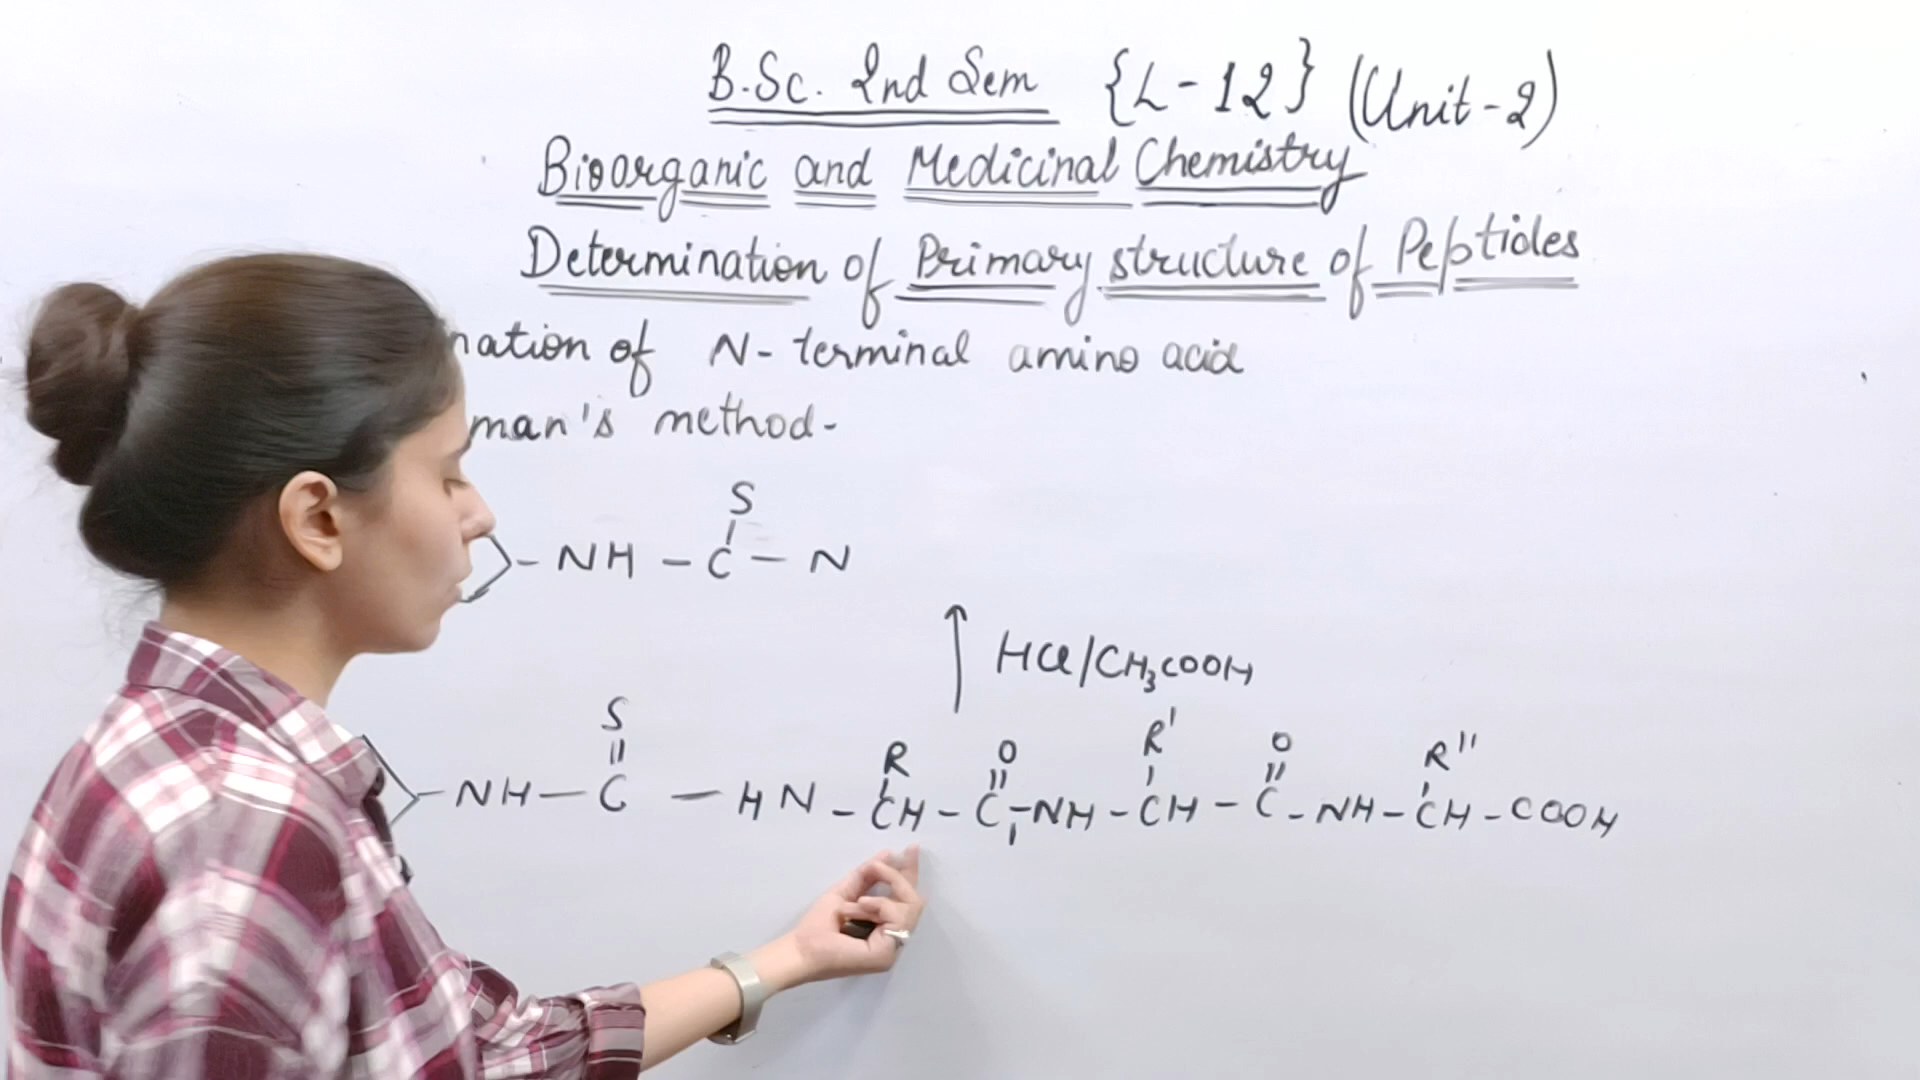 B.Sc. 2nd Sem {L-12} (Unit-2)
Bioorganic and Medicinal Chemistry
Determination of Primary structure of Peptides
nation of N-terminal amino acid
man's method-
S
- NH - C - N
HCl/CH₃COOH
S R O R' O R''
-NH-C-HN-CH-C-NH-CH-C-NH-CH-COOH